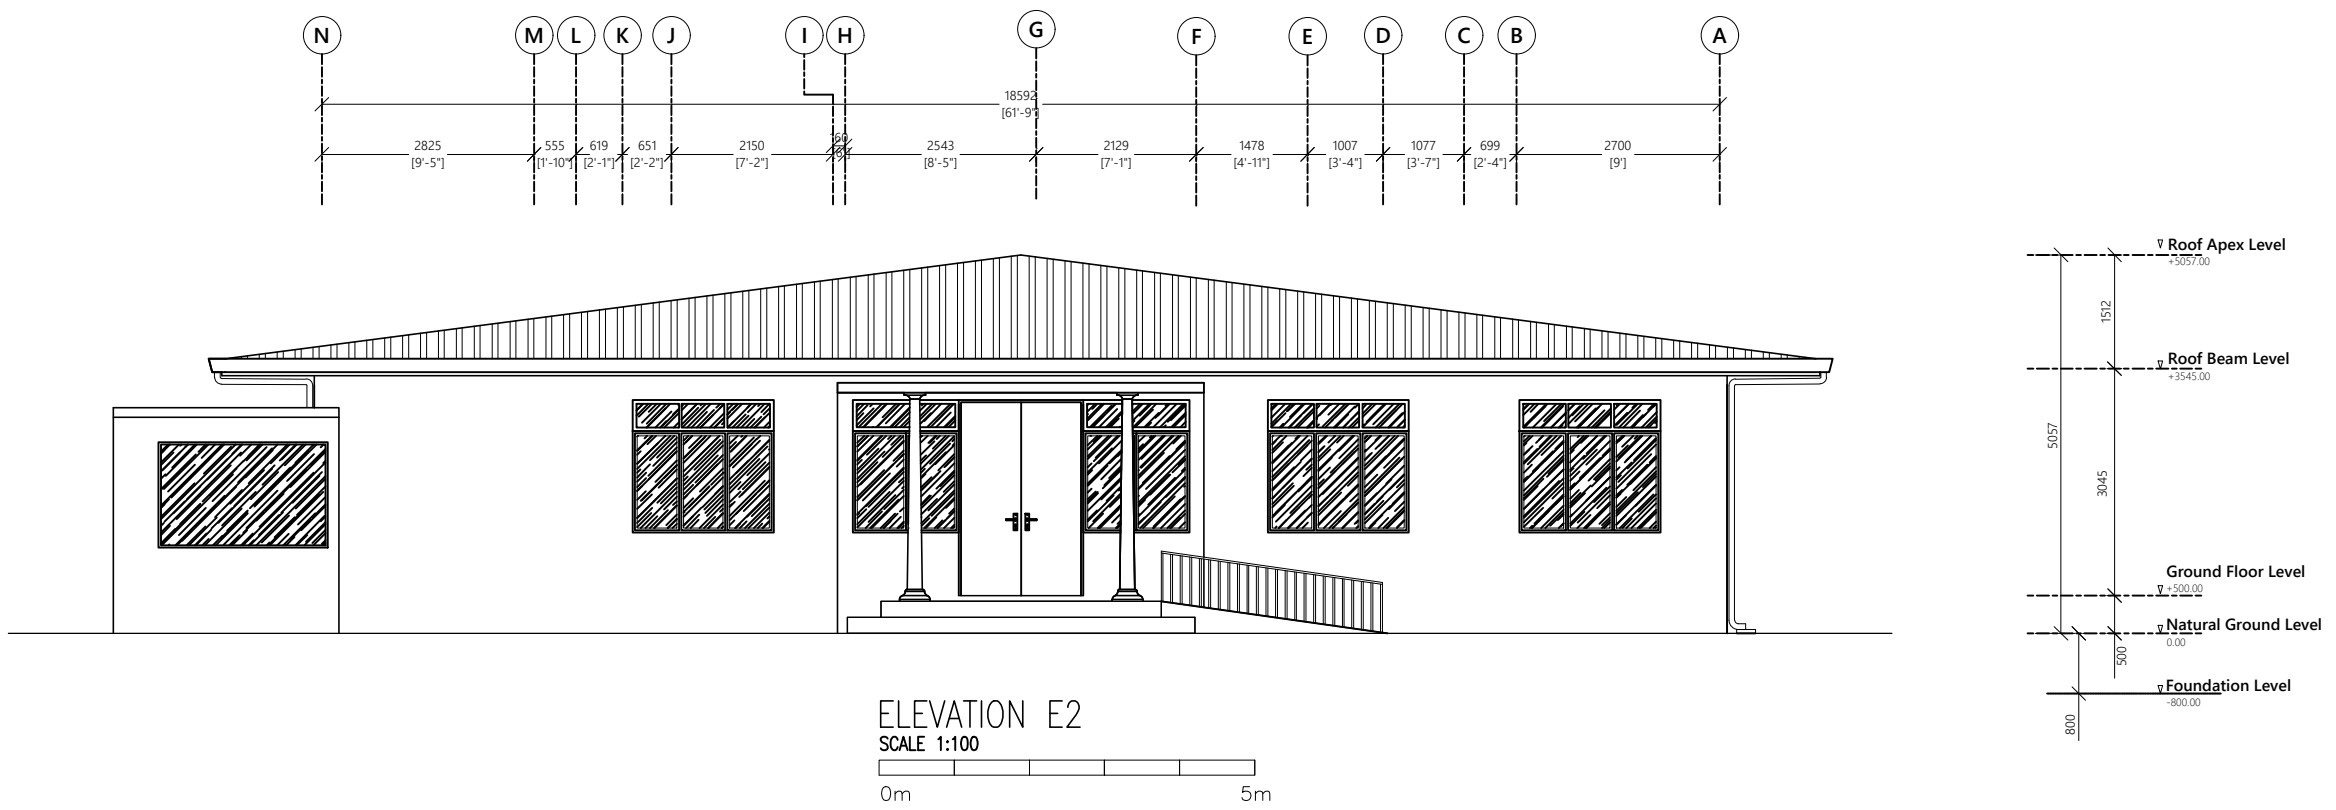 N M L K J I H G F E D C B A
18592
[61'-9"]
2825 555 619 651 2150 2543 2129 1478 1007 1077 699 2700
[9'-5"] [1'-10"] [2'-1"] [2'-2"] [7'-2"] [8'-5"] [7'-1"] [4'-11"] [3'-4"] [3'-7"] [2'-4"] [9']
Roof Apex Level
+5057.00
1512
Roof Beam Level
+3545.00
5057
3045
Ground Floor Level
+500.00
Natural Ground Level
0.00
500
Foundation Level
-800.00
800
ELEVATION E2
SCALE 1:100
0m 5m